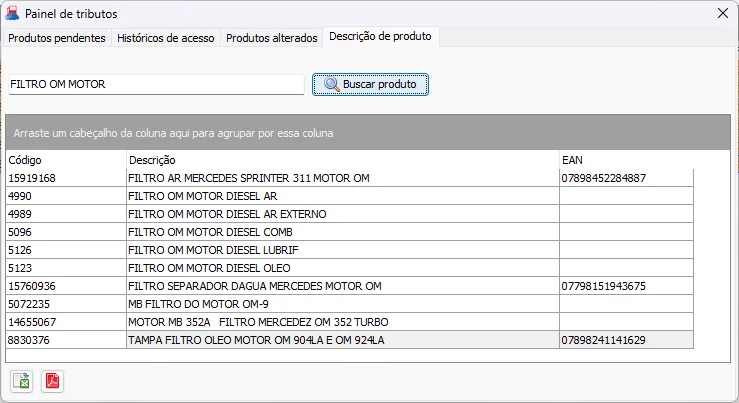 Painel de tributos
Produtos pendentes Históricos de acesso Produtos alterados Descrição de produto
FILTRO OM MOTOR Buscar produto
Arraste um cabeçalho da coluna aqui para agrupar por essa coluna
Código Descrição EAN
15919168 FILTRO AR MERCEDES SPRINTER 311 MOTOR OM 07898452284887
4990 FILTRO OM MOTOR DIESEL AR
4989 FILTRO OM MOTOR DIESEL AR EXTERNO
5096 FILTRO OM MOTOR DIESEL COMB
5126 FILTRO OM MOTOR DIESEL LUBRIF
5123 FILTRO OM MOTOR DIESEL OLEO
15760936 FILTRO SEPARADOR DAGUA MERCEDES MOTOR OM 07798151943675
5072235 MB FILTRO DO MOTOR OM-9
14655067 MOTOR MB 352A   FILTRO MERCEDEZ OM 352 TURBO
8830376 TAMPA FILTRO OLEO MOTOR OM 904LA E OM 924LA 07898241141629